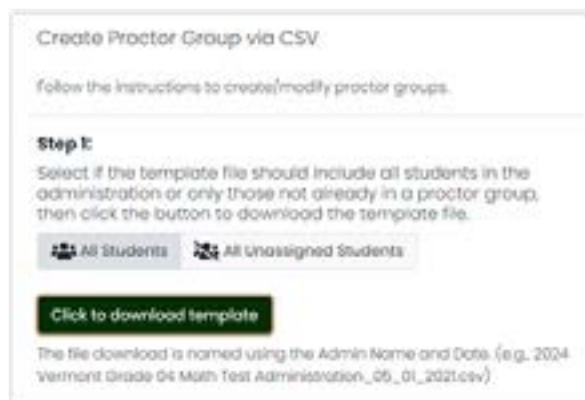 Create Proctor Group via CSV
Follow the instructions to create/modify proctor groups.
Step 1:
Select if the template file should include all students in the
administration or only those not already in a proctor group,
then click the button to download the template file.
All Students All Unassigned Students
Click to download template
The file download is named using the Admin Name and Date. (e.g., 2024
Vermont Grade 04 Math Test Administration_05_01_2021.csv)